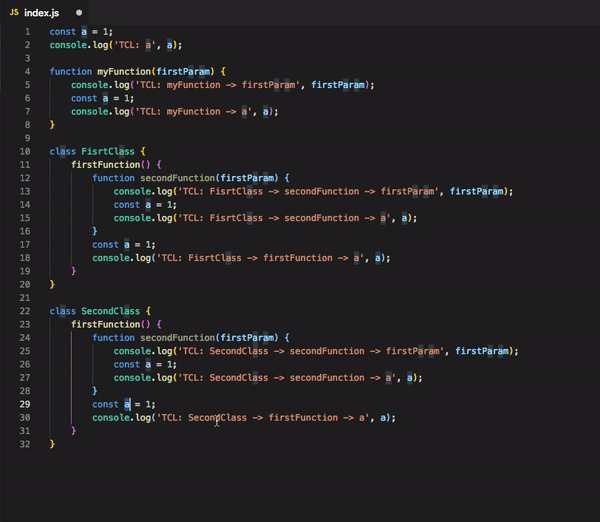 JS index.js
1 const a = 1;
2 console.log('TCL: a', a);
3
4 function myFunction(firstParam) {
5 console.log('TCL: myFunction -> firstParam', firstParam);
6 const a = 1;
7 console.log('TCL: myFunction -> a', a);
8 }
9
10 class FisrtClass {
11 firstFunction() {
12 function secondFunction(firstParam) {
13 console.log('TCL: FisrtClass -> secondFunction -> firstParam', firstParam);
14 const a = 1;
15 console.log('TCL: FisrtClass -> secondFunction -> a', a);
16 }
17 const a = 1;
18 console.log('TCL: FisrtClass -> firstFunction -> a', a);
19 }
20 }
21
22 class SecondClass {
23 firstFunction() {
24 function secondFunction(firstParam) {
25 console.log('TCL: SecondClass -> secondFunction -> firstParam', firstParam);
26 const a = 1;
27 console.log('TCL: SecondClass -> secondFunction -> a', a);
28 }
29 const a = 1;
30 console.log('TCL: SecondClass -> firstFunction -> a', a);
31 }
32 }